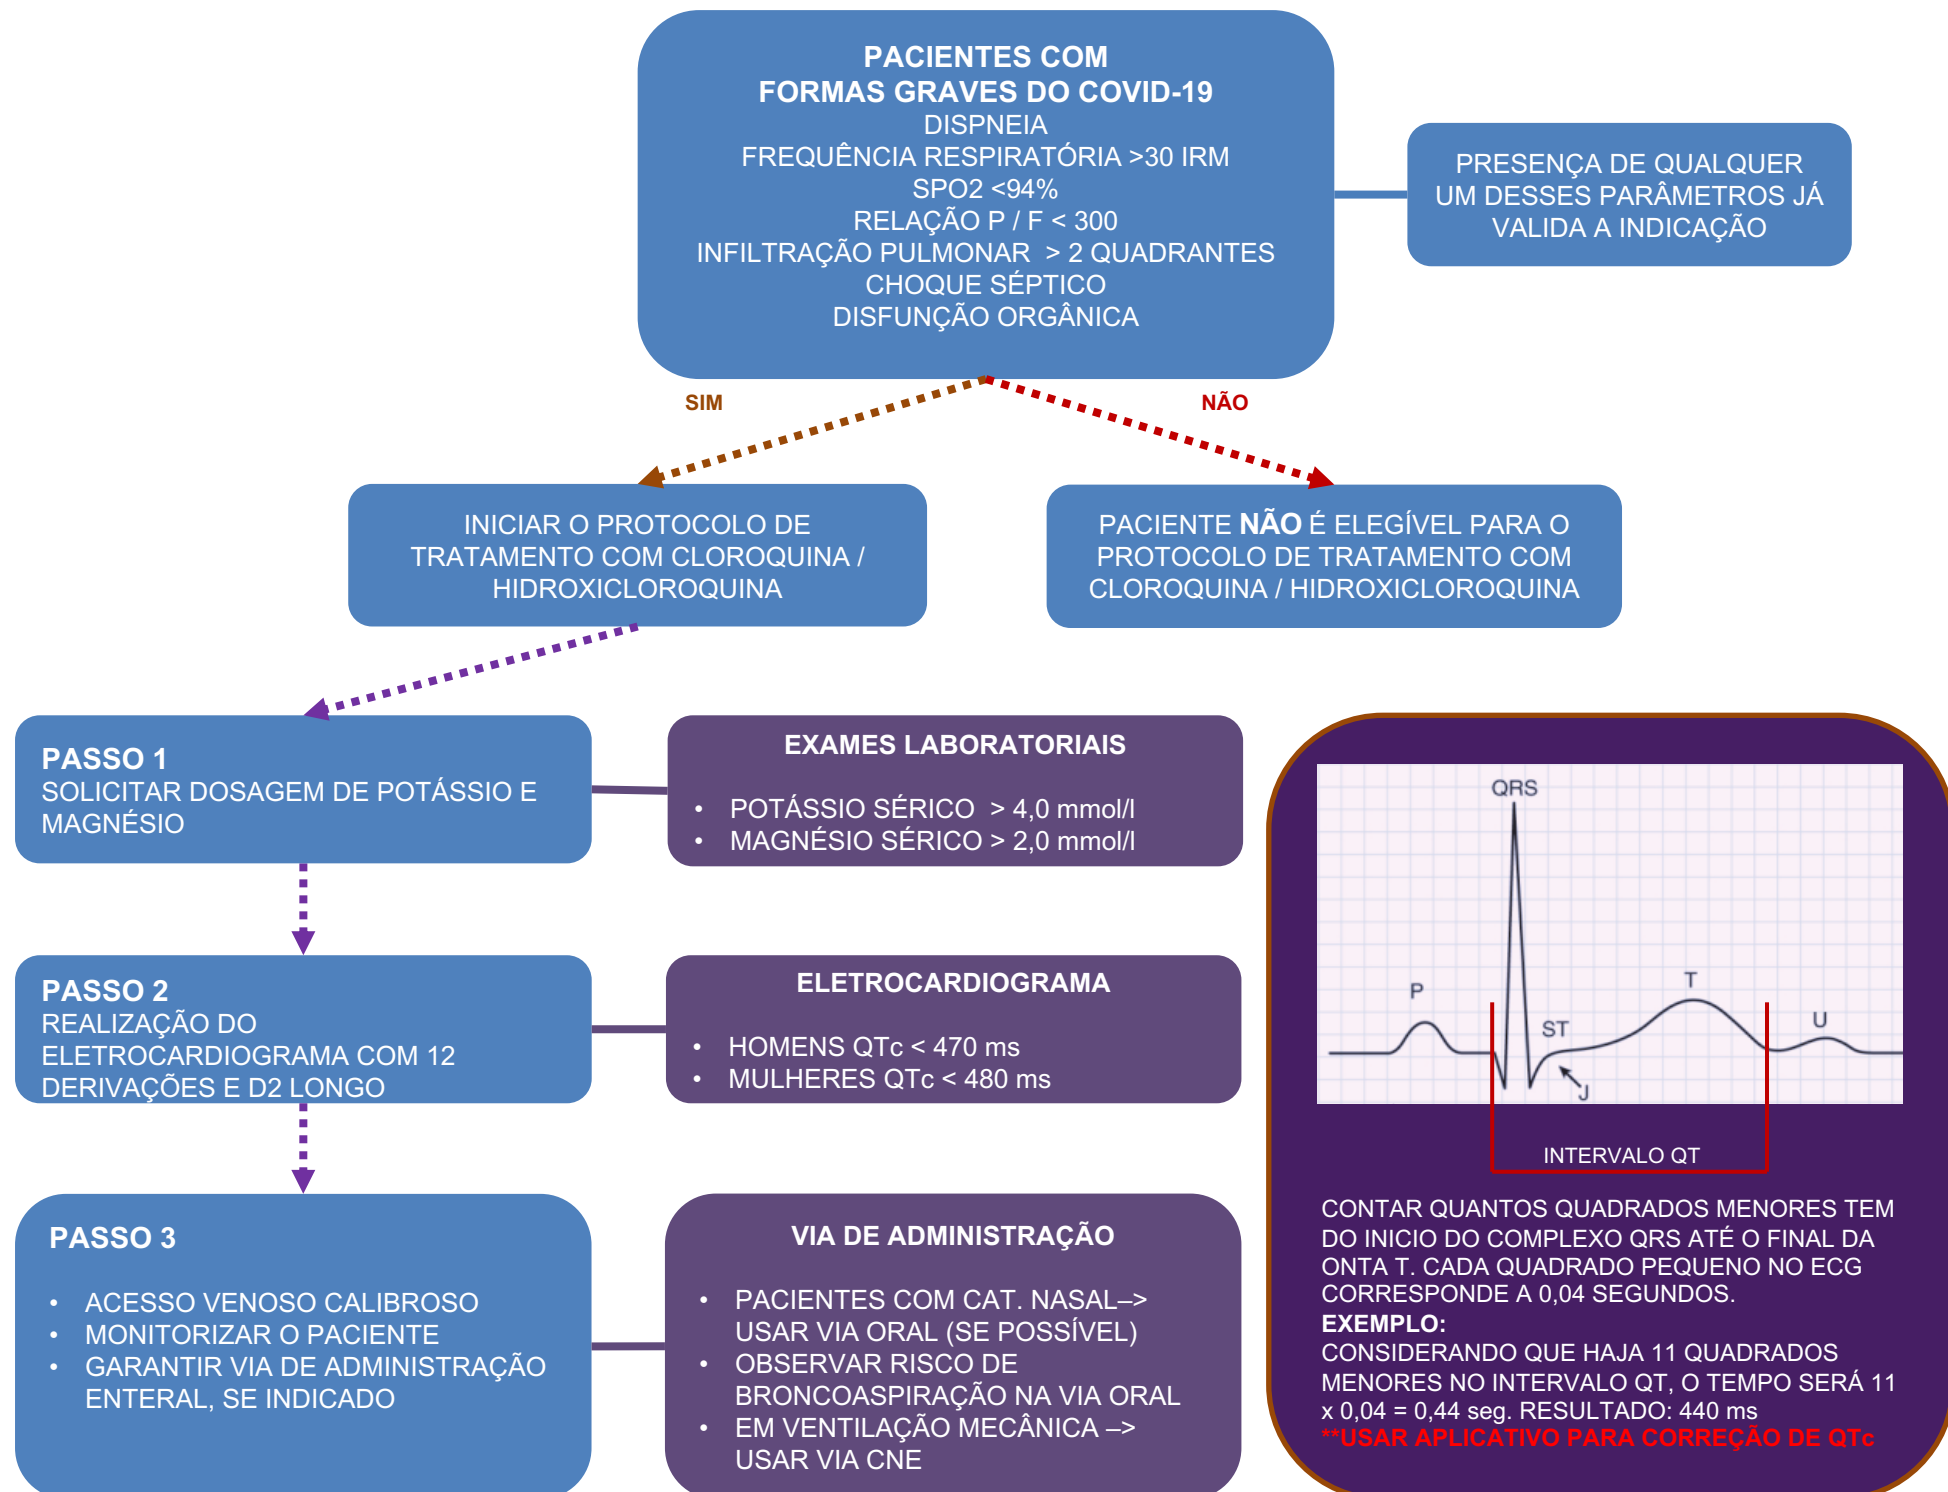 PACIENTES COM
FORMAS GRAVES DO COVID-19
DISPNEIA
FREQUÊNCIA RESPIRATÓRIA >30 IRM
SPO2 <94%
RELAÇÃO P / F < 300
INFILTRAÇÃO PULMONAR > 2 QUADRANTES
CHOQUE SÉPTICO
DISFUNÇÃO ORGÂNICA
PRESENÇA DE QUALQUER
UM DESSES PARÂMETROS JÁ
VALIDA A INDICAÇÃO
SIM
NÃO
INICIAR O PROTOCOLO DE
TRATAMENTO COM CLOROQUINA /
HIDROXICLOROQUINA
PACIENTE NÃO É ELEGÍVEL PARA O
PROTOCOLO DE TRATAMENTO COM
CLOROQUINA / HIDROXICLOROQUINA
PASSO 1
SOLICITAR DOSAGEM DE POTÁSSIO E
MAGNÉSIO
EXAMES LABORATORIAIS
• POTÁSSIO SÉRICO > 4,0 mmol/l
• MAGNÉSIO SÉRICO > 2,0 mmol/l
PASSO 2
REALIZAÇÃO DO
ELETROCARDIOGRAMA COM 12
DERIVAÇÕES E D2 LONGO
ELETROCARDIOGRAMA
• HOMENS QTc < 470 ms
• MULHERES QTc < 480 ms
PASSO 3
• ACESSO VENOSO CALIBROSO
• MONITORIZAR O PACIENTE
• GARANTIR VIA DE ADMINISTRAÇÃO
ENTERAL, SE INDICADO
VIA DE ADMINISTRAÇÃO
• PACIENTES COM CAT. NASAL–>
USAR VIA ORAL (SE POSSÍVEL)
• OBSERVAR RISCO DE
BRONCOASPIRAÇÃO NA VIA ORAL
• EM VENTILAÇÃO MECÂNICA –>
USAR VIA CNE
QRS
P
ST
T
U
J
INTERVALO QT
CONTAR QUANTOS QUADRADOS MENORES TEM
DO INICIO DO COMPLEXO QRS ATÉ O FINAL DA
ONTA T. CADA QUADRADO PEQUENO NO ECG
CORRESPONDE A 0,04 SEGUNDOS.
EXEMPLO:
CONSIDERANDO QUE HAJA 11 QUADRADOS
MENORES NO INTERVALO QT, O TEMPO SERÁ 11
x 0,04 = 0,44 seg. RESULTADO: 440 ms
**USAR APLICATIVO PARA CORREÇÃO DE QTc